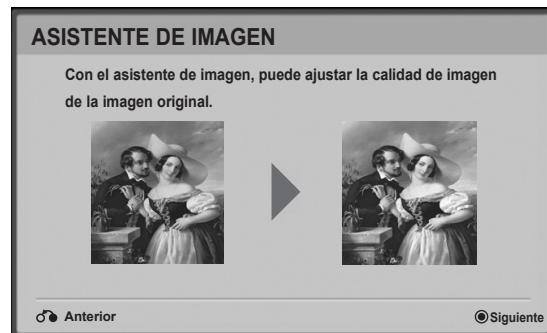 ASISTENTE DE IMAGEN
Con el asistente de imagen, puede ajustar la calidad de imagen
de la imagen original.
Anterior
Siguiente